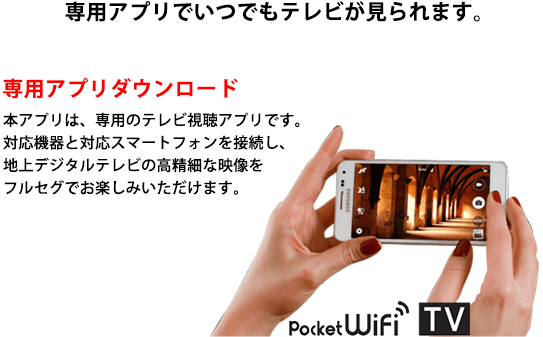 専用アプリでいつでもテレビが見られます。
専用アプリダウンロード
本アプリは、専用のテレビ視聴アプリです。
対応機器と対応スマートフォンを接続し、
地上デジタルテレビの高精細な映像を
フルセグでお楽しみいただけます。
SAMSUNG
Pocket WiFi TV